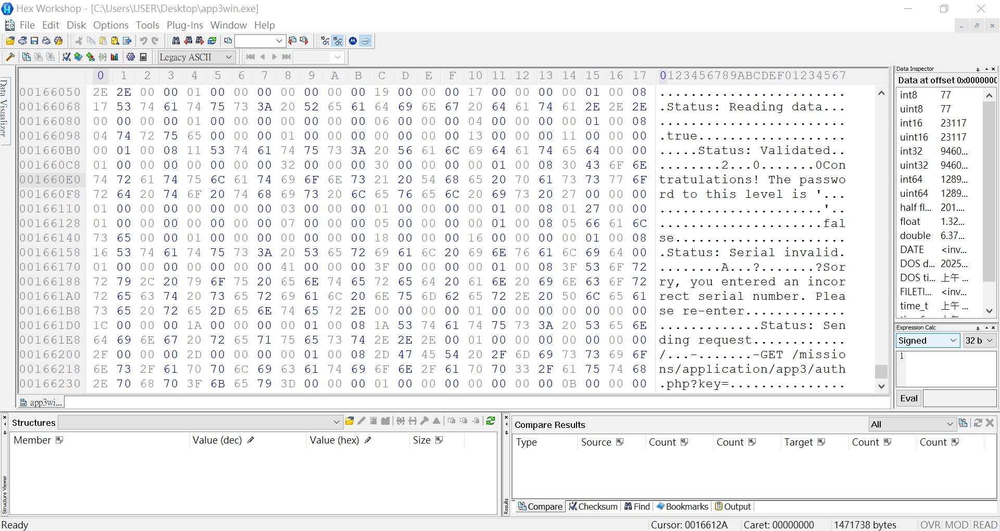 Hex Workshop - [C:\Users\USER\Desktop\app3win.exe]
File Edit Disk Options Tools Plug-Ins Window Help
Legacy ASCII
Data Visualizer
0 1 2 3 4 5 6 7 8 9 A B C D E F 10 11 12 13 14 15 16 17 0123456789ABCDEF01234567
00166050 2E 2E 00 00 01 00 00 00 00 00 00 00 19 00 00 00 17 00 00 00 00 01 00 08 ........................
00166068 17 53 74 61 74 75 73 3A 20 52 65 61 64 69 6E 67 20 64 61 74 61 2E 2E 2E .Status: Reading data...
00166080 00 00 00 00 01 00 00 00 00 00 00 00 06 00 00 00 04 00 00 00 00 01 00 08 ........................
00166098 04 74 72 75 65 00 00 00 01 00 00 00 00 00 00 00 13 00 00 00 11 00 00 00 .true...................
001660B0 00 01 00 08 11 53 74 61 74 75 73 3A 20 56 61 6C 69 64 61 74 65 64 00 00 .....Status: Validated..
001660C8 01 00 00 00 00 00 00 00 32 00 00 00 30 00 00 00 00 01 00 08 30 43 6F 6E ........2...0.......0Con
001660E0 74 72 61 74 75 6C 61 74 69 6F 6E 73 21 20 54 68 65 20 70 61 73 73 77 6F tratulations! The passwo
001660F8 72 64 20 74 6F 20 74 68 69 73 20 6C 65 76 65 6C 20 69 73 20 27 00 00 00 rd to this level is '...
00166110 01 00 00 00 00 00 00 00 03 00 00 00 01 00 00 00 00 01 00 08 01 27 00 00 .....................'..
00166128 01 00 00 00 00 00 00 00 07 00 00 00 05 00 00 00 00 01 00 08 05 66 61 6C .....................fal
00166140 73 65 00 00 01 00 00 00 00 00 00 00 18 00 00 00 16 00 00 00 00 01 00 08 se......................
00166158 16 53 74 61 74 75 73 3A 20 53 65 72 69 61 6C 20 69 6E 76 61 6C 69 64 00 .Status: Serial invalid.
00166170 01 00 00 00 00 00 00 00 41 00 00 00 3F 00 00 00 00 01 00 08 3F 53 6F 72 ........A...?.......?Sor
00166188 72 79 2C 20 79 6F 75 20 65 6E 74 65 72 65 64 20 61 6E 20 69 6E 63 6F 72 ry, you entered an incor
001661A0 72 65 63 74 20 73 65 72 69 61 6C 20 6E 75 6D 62 65 72 2E 20 50 6C 65 61 rect serial number. Plea
001661B8 73 65 20 72 65 2D 65 6E 74 65 72 2E 00 00 00 00 01 00 00 00 00 00 00 00 se re-enter.............
001661D0 1C 00 00 00 1A 00 00 00 00 01 00 08 1A 53 74 61 74 75 73 3A 20 53 65 6E .............Status: Sen
001661E8 64 69 6E 67 20 72 65 71 75 65 73 74 2E 2E 2E 00 01 00 00 00 00 00 00 00 ding request............
00166200 2F 00 00 00 2D 00 00 00 00 01 00 08 2D 47 45 54 20 2F 6D 69 73 73 69 6F /...-.......-GET /missio
00166218 6E 73 2F 61 70 70 6C 69 63 61 74 69 6F 6E 2F 61 70 70 33 2F 61 75 74 68 ns/application/app3/auth
00166230 2E 70 68 70 3F 6B 65 79 3D 00 00 00 01 00 00 00 00 00 00 00 0B 00 00 00 .php?key=...............
app3wi...
Data Inspector
Data at offset 0x0000000
int8 77
uint8 77
int16 23117
uint16 23117
int32 9460...
uint32 9460...
int64 1289...
uint64 1289...
half fl... 201....
float 1.32...
double 6.37...
DATE <inv...
DOS d... 2025...
DOS ti... 上午 ...
FILETI... <inv...
time_t 上午 ...
Expression Calc
Signed 32 b
1
Eval
Structures
Member Value (dec) Value (hex) Size
Structure Viewer
Compare Results All
Type Source Count Count Target Count Count
Results
Compare Checksum Find Bookmarks Output
Ready Cursor: 0016612A Caret: 00000000 1471738 bytes OVR MOD READ